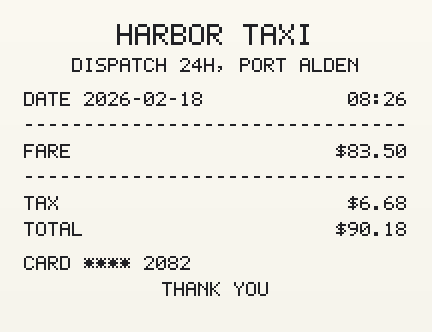 HARBOR TAXI
DISPATCH 24H, PORT ALDEN
DATE 2026-02-18 08:26
--------------------------------
FARE $83.50
--------------------------------
TAX $6.68
TOTAL $90.18
CARD **** 2082
THANK YOU